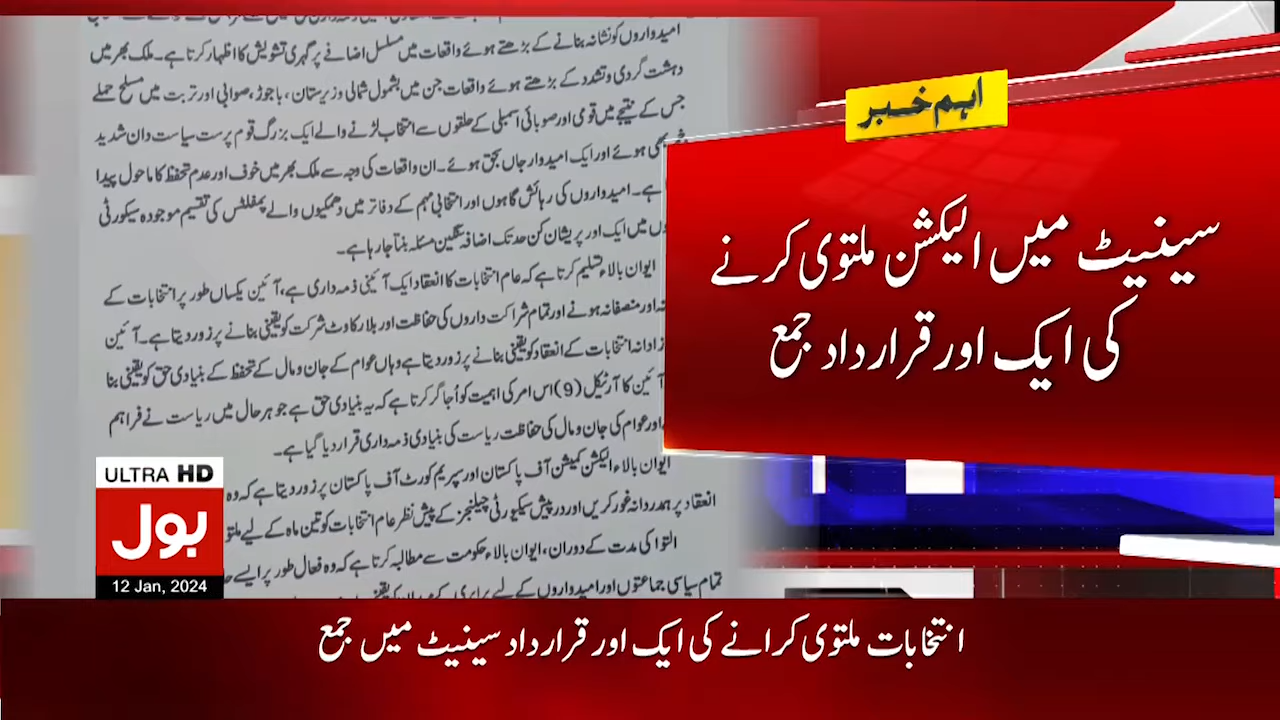 امیدواروں کو نشانہ بنانے کے بڑھتے ہوئے واقعات میں مسلسل اضافے پر گہری تشویش کا اظہار کرتا ہے۔ ملک بھر میں
دہشت گردی و تشدد کے بڑھتے ہوئے واقعات جن میں بشمول شمالی وزیرستان، باجوڑ، صوابی اور تربت میں مسلح حملے
جس کے نتیجے میں قومی اور صوبائی اسمبلی کے حلقوں سے انتخاب لڑنے والے ایک بزرگ قوم پرست سیاست دان شدید
ہوئے اور ایک امیدوار جاں بحق ہوئے۔ ان واقعات کی وجہ سے ملک بھر میں خوف اور عدم تحفظ کا ماحول پیدا
ہے۔ امیدواروں کی رہائش گاہوں اور انتخابی مہم کے دفاتر میں دھمکیوں والے پمفلٹس کی تقسیم موجودہ سیکورٹی
میں ایک اور پریشان کن حد تک اضافہ سنگین مسئلہ بنتا جا رہا ہے۔
ایوان بالاء تسلیم کرتا ہے کہ عام انتخابات کا انعقاد ایک آئینی ذمہ داری ہے، آئین یکساں طور پر انتخابات کے
اور منصفانہ ہونے اور تمام شراکت داروں کی حفاظت اور بلا رکاوٹ شرکت کو یقینی بنانے پر زور دیتا ہے۔ آئین
انتخابات کے انعقاد کو یقینی بنانے پر زور دیتا ہے وہاں عوام کے جان و مال کے تحفظ کے بنیادی حق کو یقینی بنا
آئین کا آرٹیکل (9) اس امر کی اہمیت کو اُجاگر کرتا ہے کہ یہ بنیادی حق ہے جو ہر حال میں ریاست نے فراہم
اور عوام کی جان و مال کی حفاظت ریاست کی بنیادی ذمہ داری قرار دیا گیا ہے۔
ایوان بالاء الیکشن کمیشن آف پاکستان اور سپریم کورٹ آف پاکستان پر زور دیتا ہے کہ وہ
انعقاد پر ہمدردانہ غور کریں اور درپیش سیکیورٹی چیلنجز کے پیش نظر عام انتخابات کو تین ماہ کے لیے ملتو
التوا کی مدت کے دوران، ایوان بالاء حکومت سے مطالبہ کرتا ہے کہ وہ فعال طور پر ایسے
تمام سیاسی جماعتوں اور امیدواروں کے لیے برابری کے
اہم خبر
سینیٹ میں الیکشن ملتوی کرنے
کی ایک اور قرارداد جمع
ULTRA HD
بول
12 Jan, 2024
انتخابات ملتوی کرانے کی ایک اور قرارداد سینیٹ میں جمع